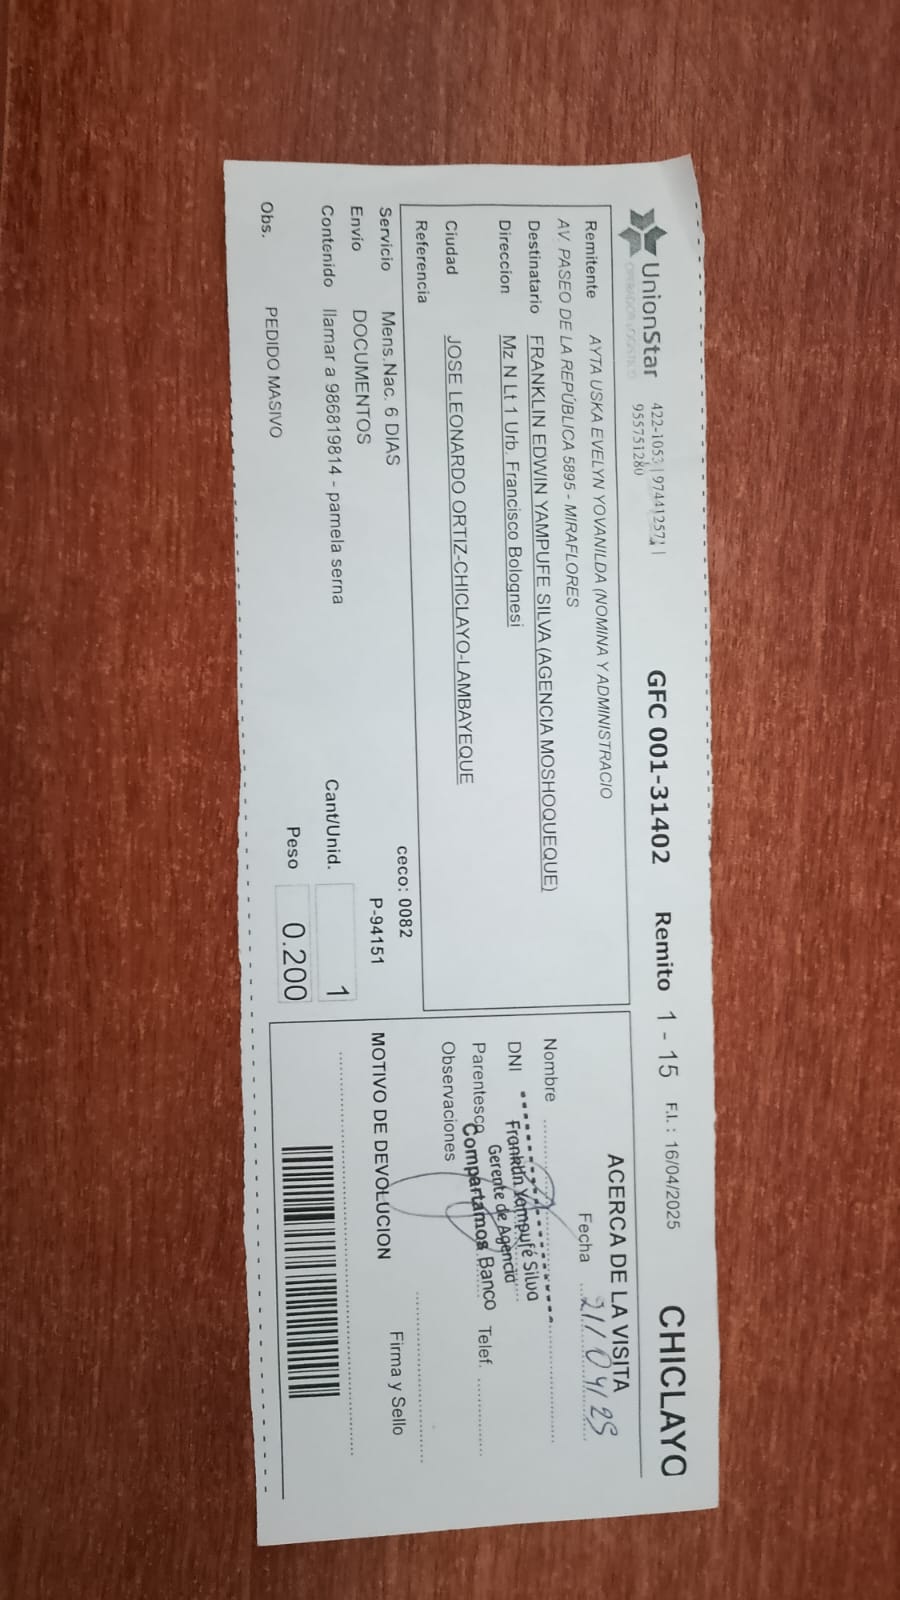 UnionStar
OPERADOR LOGISTICO
422-1053 | 974412571 |
955751280
GFC 001-31402 Remito 1 - 15 F.I.: 16/04/2025 CHICLAYO
Remitente AYTA USKA EVELYN YOVANILDA (NOMINA Y ADMINISTRACIO
AV. PASEO DE LA REPÚBLICA 5895 - MIRAFLORES
Destinatario FRANKLIN EDWIN YAMPUFE SILVA (AGENCIA MOSHOQUEQUE)
Direccion Mz N Lt 1 Urb. Francisco Bolognesi
Ciudad JOSE LEONARDO ORTIZ-CHICLAYO-LAMBAYEQUE
Referencia
Servicio Mens.Nac. 6 DIAS ceco: 0082
Envio DOCUMENTOS P-94151
Contenido llamar a 986819814 - pamela serna Cant/Unid. 1
Obs. PEDIDO MASIVO Peso 0.200
ACERCA DE LA VISITA
Fecha 21/04/25
Nombre
DNI
Parentesco
Telef.
Observaciones
Franklin Yampufé Silva
Gerente de Agencia
Compartamos Banco
Firma y Sello
MOTIVO DE DEVOLUCION